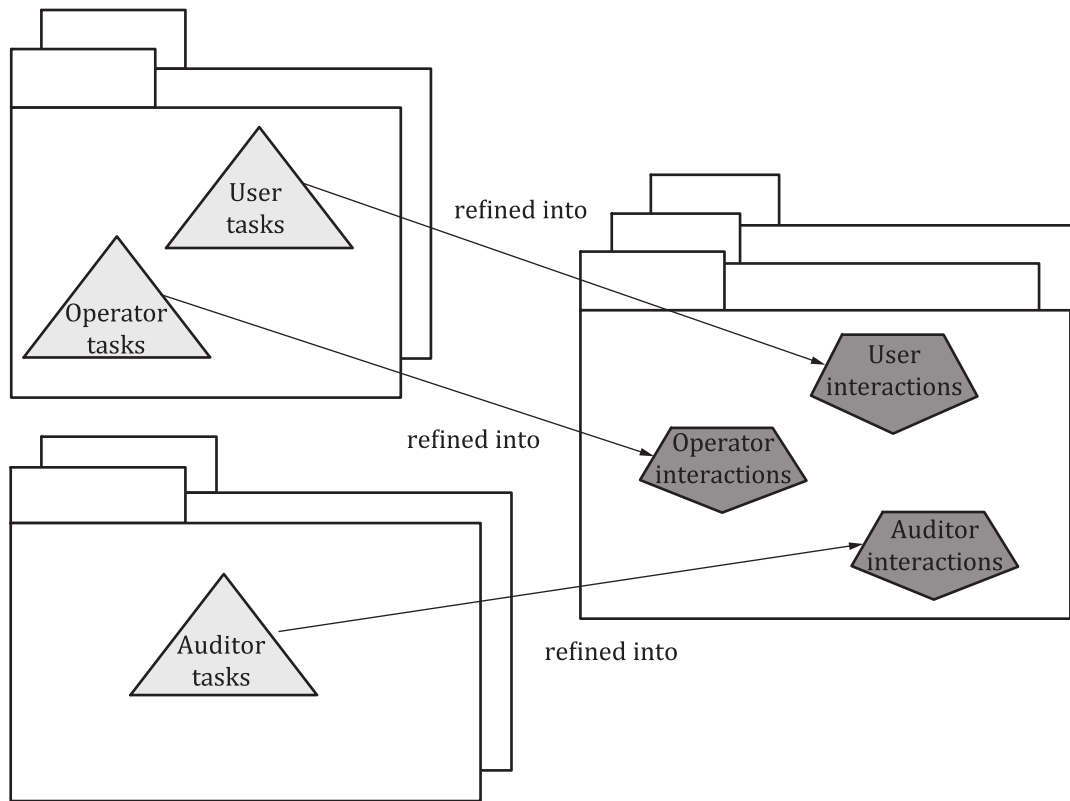 User
tasks
refined into
Operator
tasks
User
interactions
refined into
Operator
interactions
Auditor
interactions
Auditor
tasks
refined into